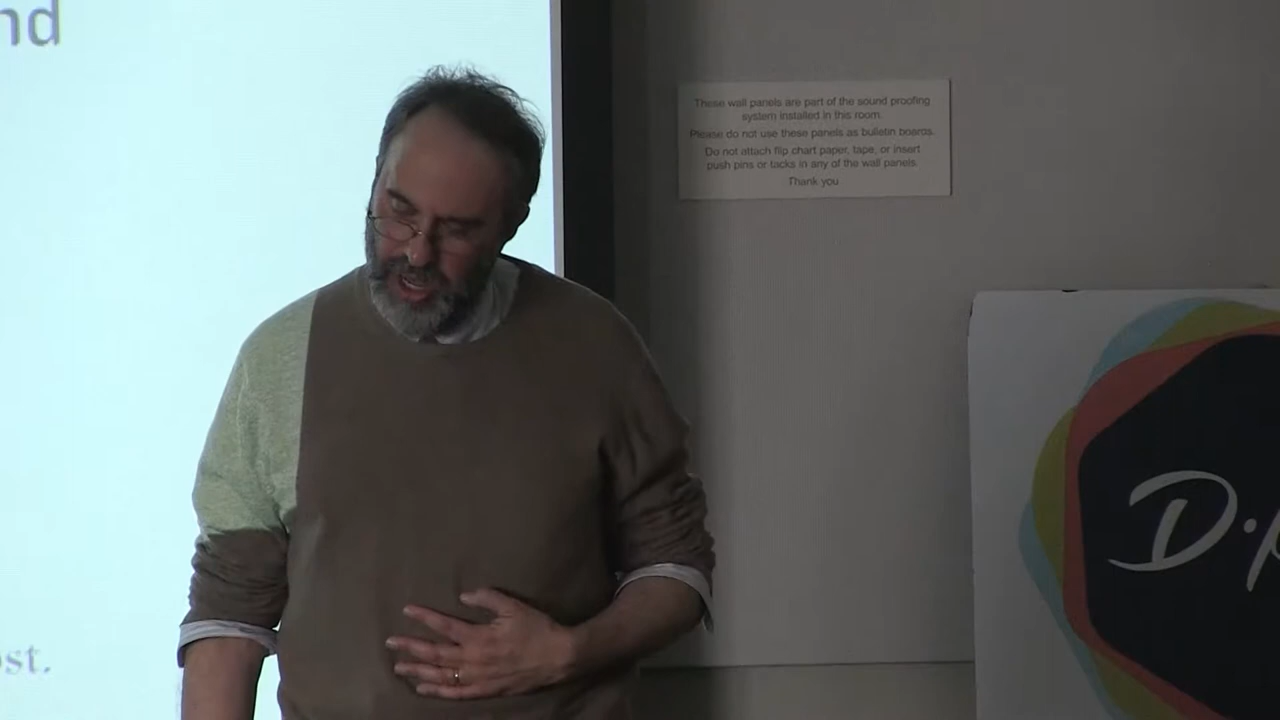 nd
These wall panels are part of the sound proofing
system installed in this room.
Please do not use these panels as bulletin boards.
Do not attach flip chart paper, tape, or insert
push pins or tacks in any of the wall panels.
Thank you
ost.
D.